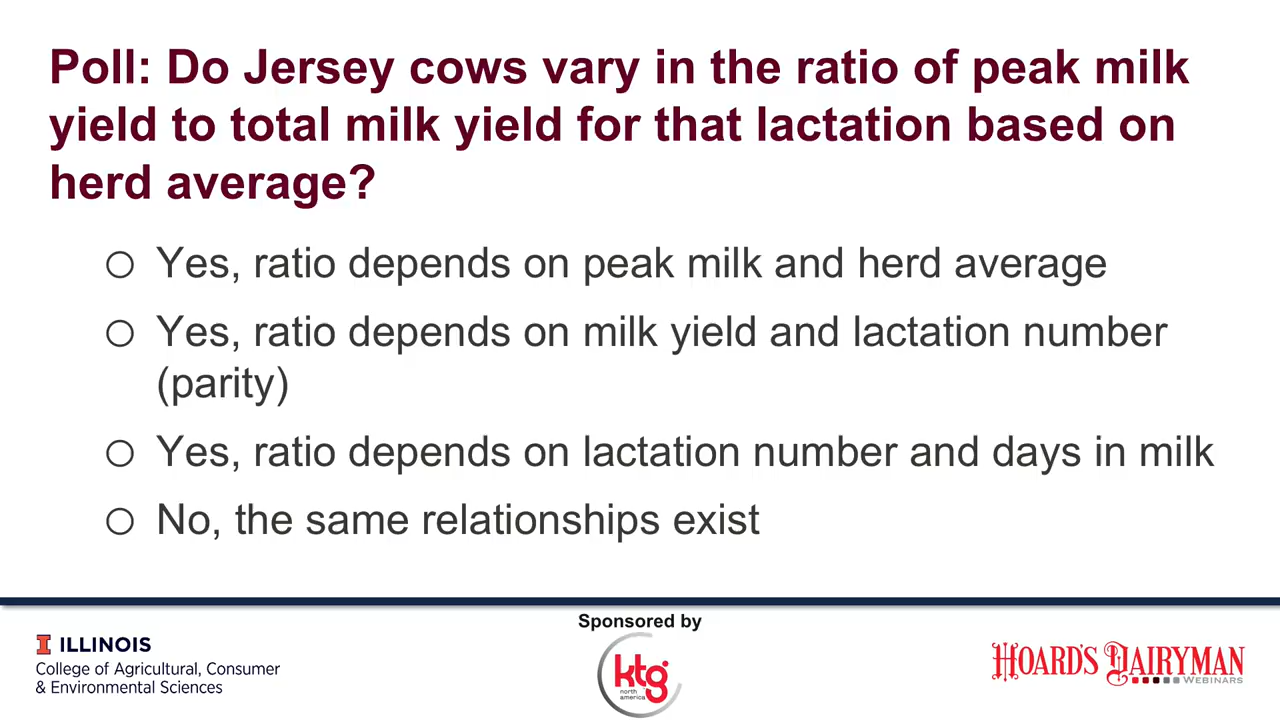 Poll: Do Jersey cows vary in the ratio of peak milk
yield to total milk yield for that lactation based on
herd average?
Yes, ratio depends on peak milk and herd average
Yes, ratio depends on milk yield and lactation number
(parity)
Yes, ratio depends on lactation number and days in milk
No, the same relationships exist
Sponsored by
I ILLINOIS
College of Agricultural, Consumer
& Environmental Sciences
ktg
north
america
HOARD'S DAIRYMAN
WEBINARS